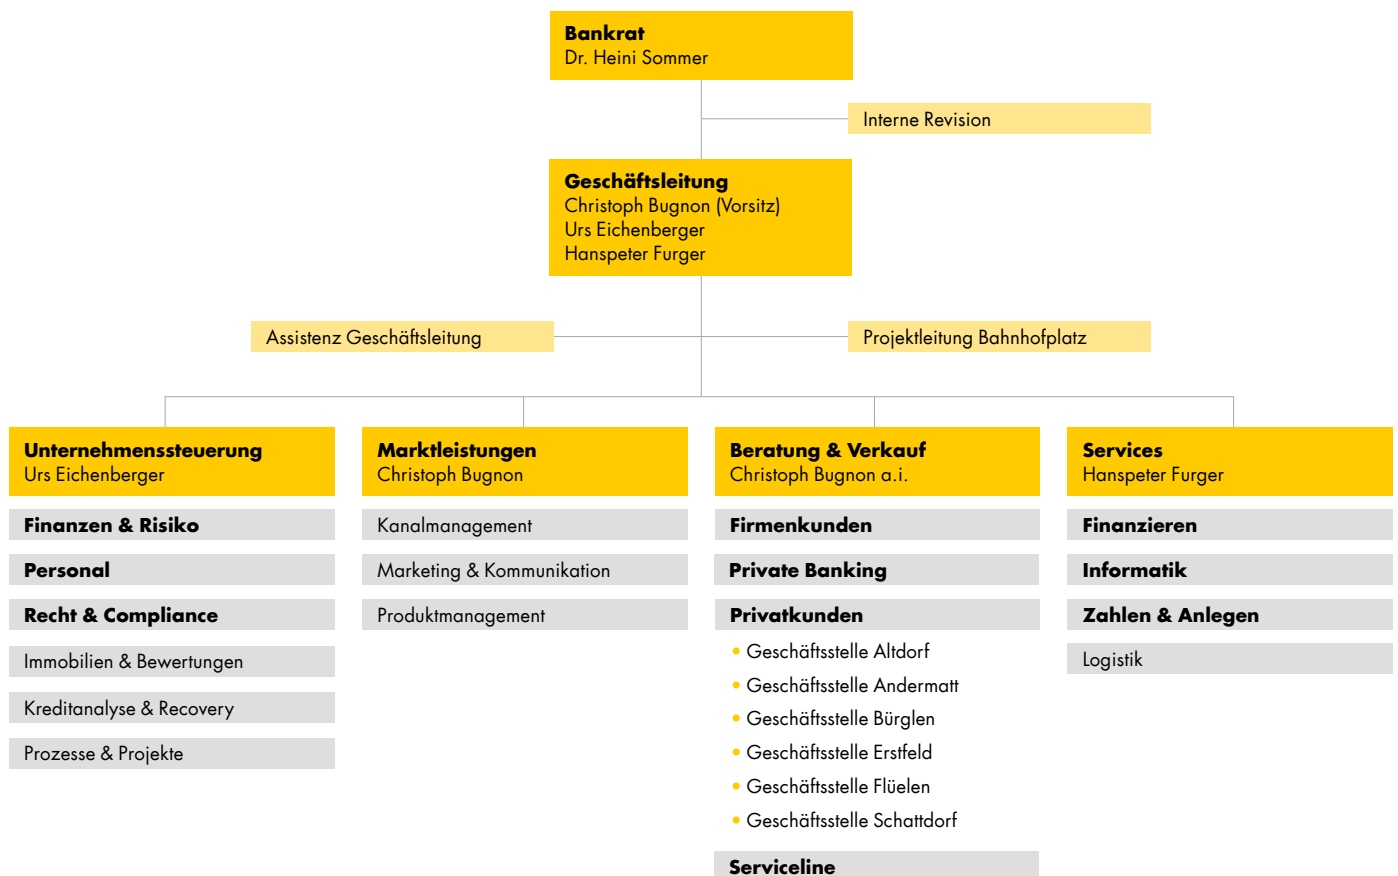 Bankrat
Dr. Heini Sommer
Interne Revision
Geschäftsleitung
Christoph Bugnon (Vorsitz)
Urs Eichenberger
Hanspeter Furger
Assistenz Geschäftsleitung
Projektleitung Bahnhofplatz
Unternehmenssteuerung
Urs Eichenberger
Finanzen & Risiko
Personal
Recht & Compliance
Immobilien & Bewertungen
Kreditanalyse & Recovery
Prozesse & Projekte
Marktleistungen
Christoph Bugnon
Kanalmanagement
Marketing & Kommunikation
Produktmanagement
Beratung & Verkauf
Christoph Bugnon a.i.
Firmenkunden
Private Banking
Privatkunden
• Geschäftsstelle Altdorf
• Geschäftsstelle Andermatt
• Geschäftsstelle Bürglen
• Geschäftsstelle Erstfeld
• Geschäftsstelle Flüelen
• Geschäftsstelle Schattdorf
Serviceline
Services
Hanspeter Furger
Finanzieren
Informatik
Zahlen & Anlegen
Logistik